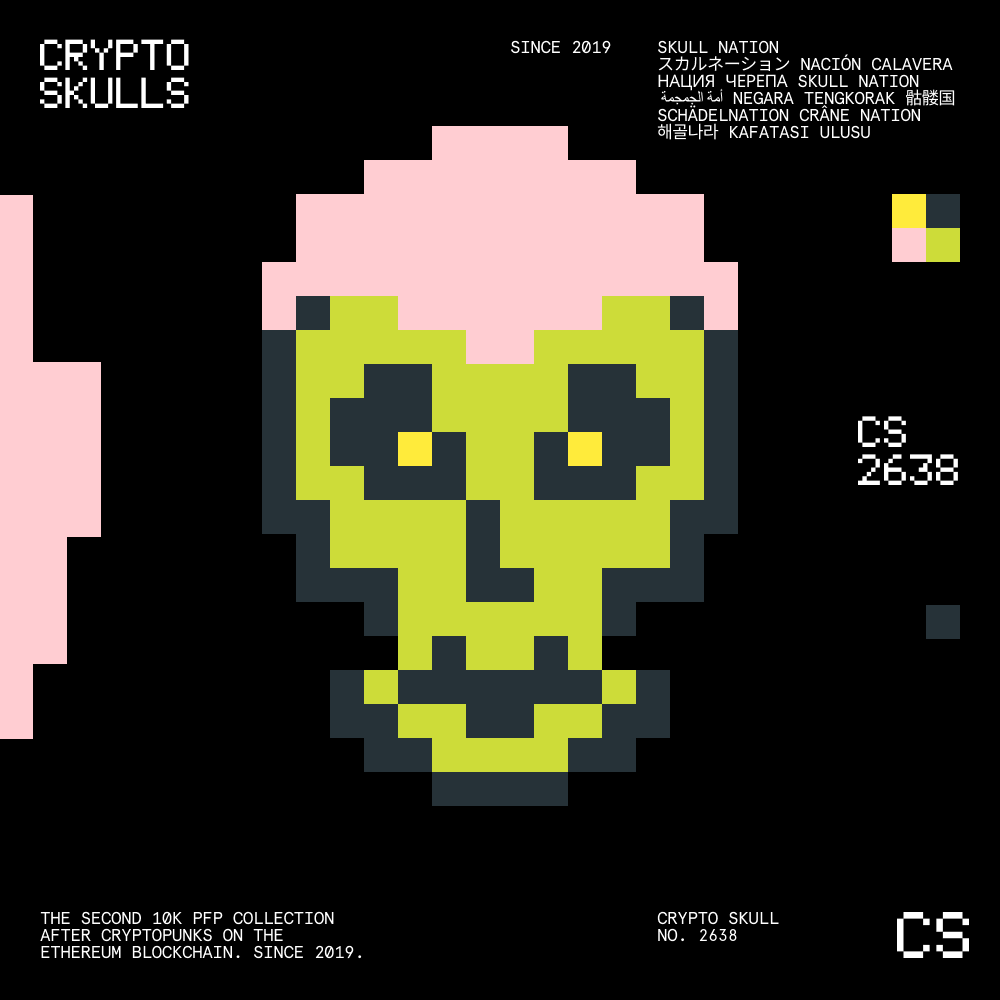 CRYPTO
SKULLS
SINCE 2019
SKULL NATION
スカルネーション NACIÓN CALAVERA
НАЦИЯ ЧЕРЕПА SKULL NATION
أمة الجمجمة NEGARA TENGKORAK 骷髅国
SCHÄDELNATION CRÂNE NATION
해골나라 KAFATASI ULUSU
CS
2638
THE SECOND 10K PFP COLLECTION
AFTER CRYPTOPUNKS ON THE
ETHEREUM BLOCKCHAIN. SINCE 2019.
CRYPTO SKULL
NO. 2638
CS